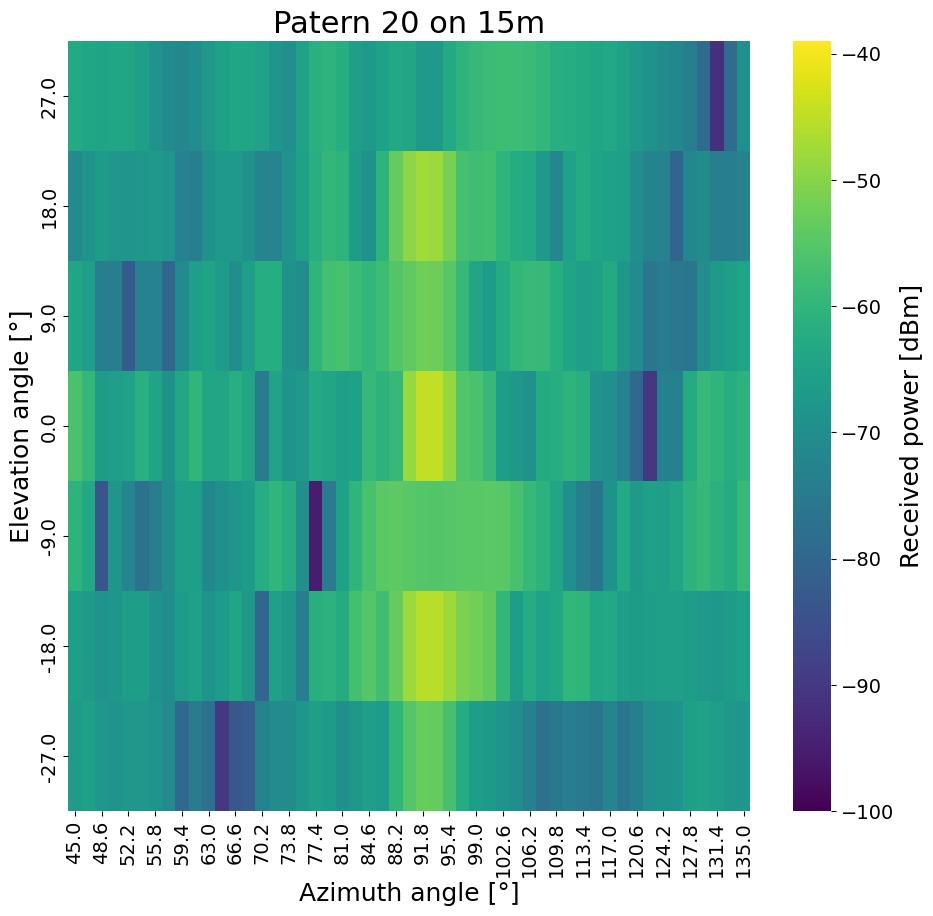 Patern 20 on 15m
Elevation angle [°]
27.0
18.0
9.0
0.0
-9.0
-18.0
-27.0
45.0 48.6 52.2 55.8 59.4 63.0 66.6 70.2 73.8 77.4 81.0 84.6 88.2 91.8 95.4 99.0 102.6 106.2 109.8 113.4 117.0 120.6 124.2 127.8 131.4 135.0
Azimuth angle [°]
−40
−50
−60
−70
−80
−90
−100
Received power [dBm]